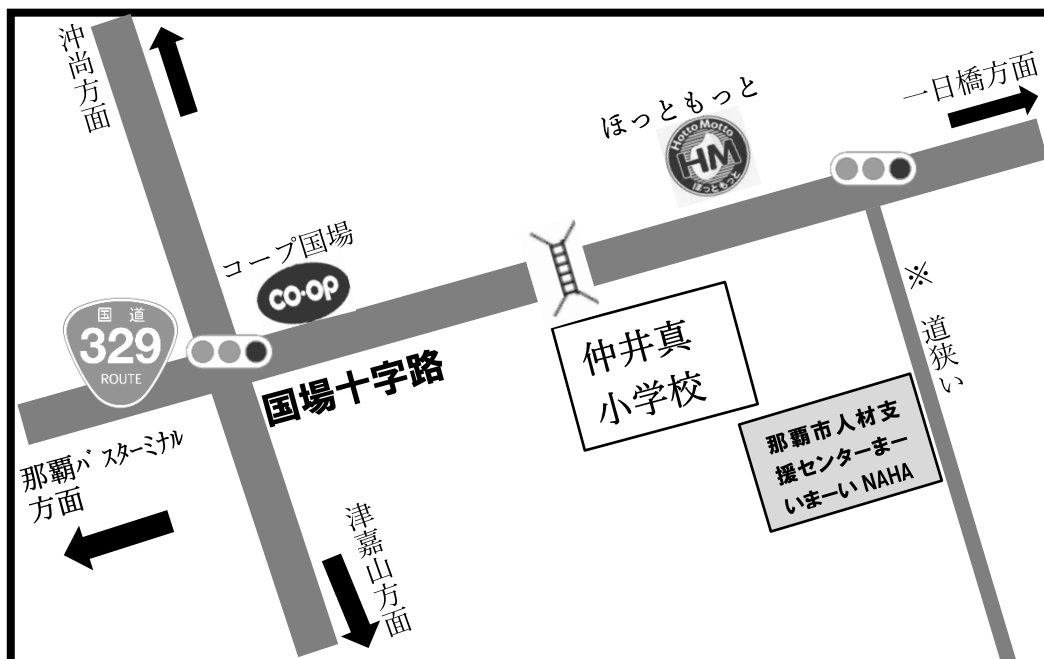 沖尚方面
一日橋方面
ほっともっと
HottoMotto
HM
ほっともっと
コープ国場
co·op
国道
329
ROUTE
国場十字路
仲井真
小学校
※ 道狭い
那覇市人材支
援センターまー
いまーい NAHA
那覇バスターミナル
方面
津嘉山方面